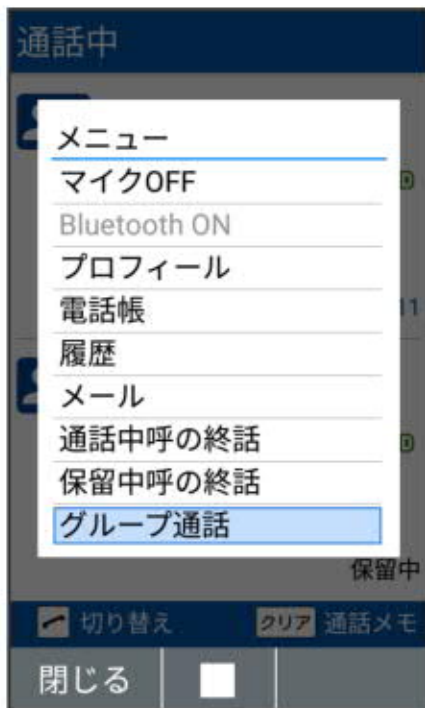 通話中
メニュー
マイクOFF
Bluetooth ON
プロフィール
電話帳
11
履歴
メール
通話中呼の終話
保留中呼の終話
グループ通話
保留中
切り替え クリア 通話メモ
閉じる